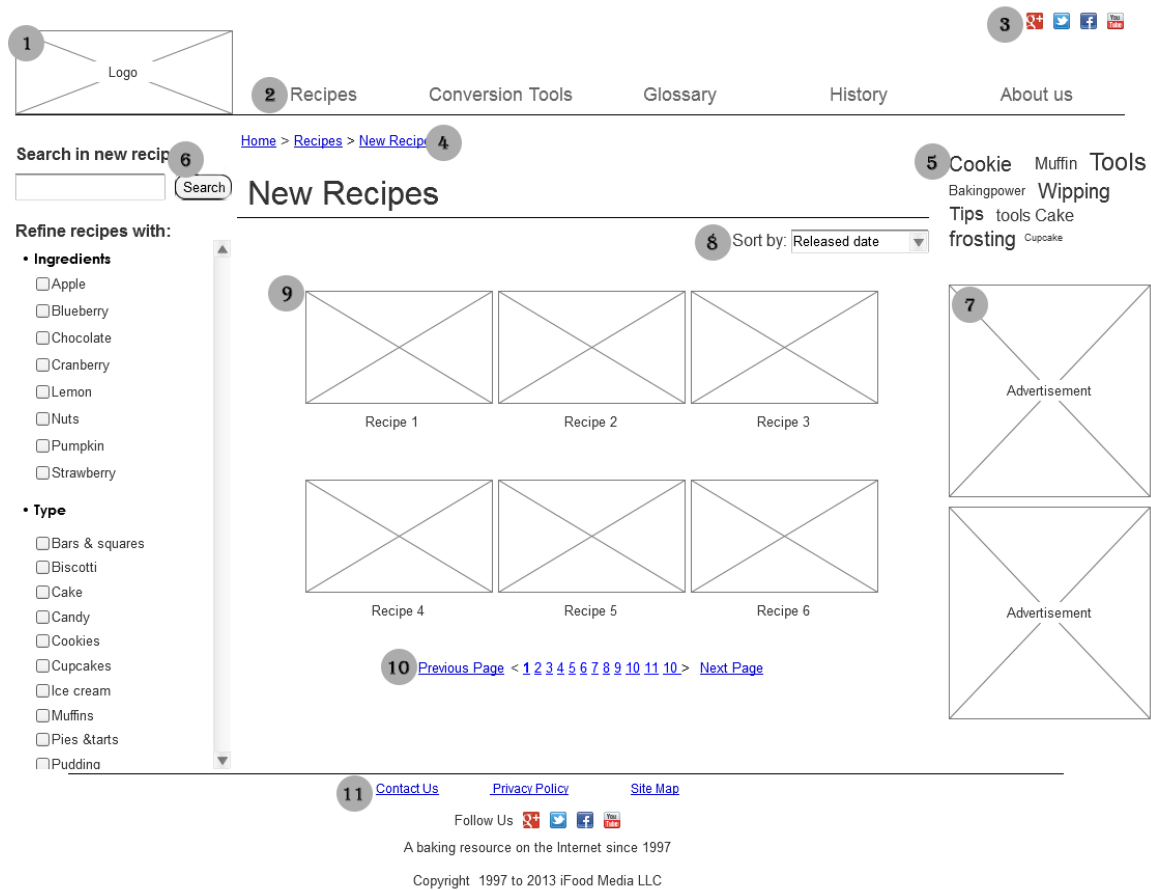 3
1
Logo
2 Recipes Conversion Tools Glossary History About us
Home > Recipes > New Recipe
4
Search in new recip
6
Search
New Recipes
5 Cookie Muffin Tools
Bakingpower Wipping
Tips tools Cake
frosting Cupcake
Refine recipes with:
8 Sort by: Released date
• Ingredients
Apple
Blueberry
Chocolate
Cranberry
Lemon
Nuts
Pumpkin
Strawberry
• Type
Bars & squares
Biscotti
Cake
Candy
Cookies
Cupcakes
Ice cream
Muffins
Pies &tarts
Pudding
9
Recipe 1 Recipe 2 Recipe 3
Recipe 4 Recipe 5 Recipe 6
10 Previous Page < 1 2 3 4 5 6 7 8 9 10 11 10 > Next Page
7
Advertisement
Advertisement
11 Contact Us Privacy Policy Site Map
Follow Us g+ You Tube
A baking resource on the Internet since 1997
Copyright 1997 to 2013 iFood Media LLC